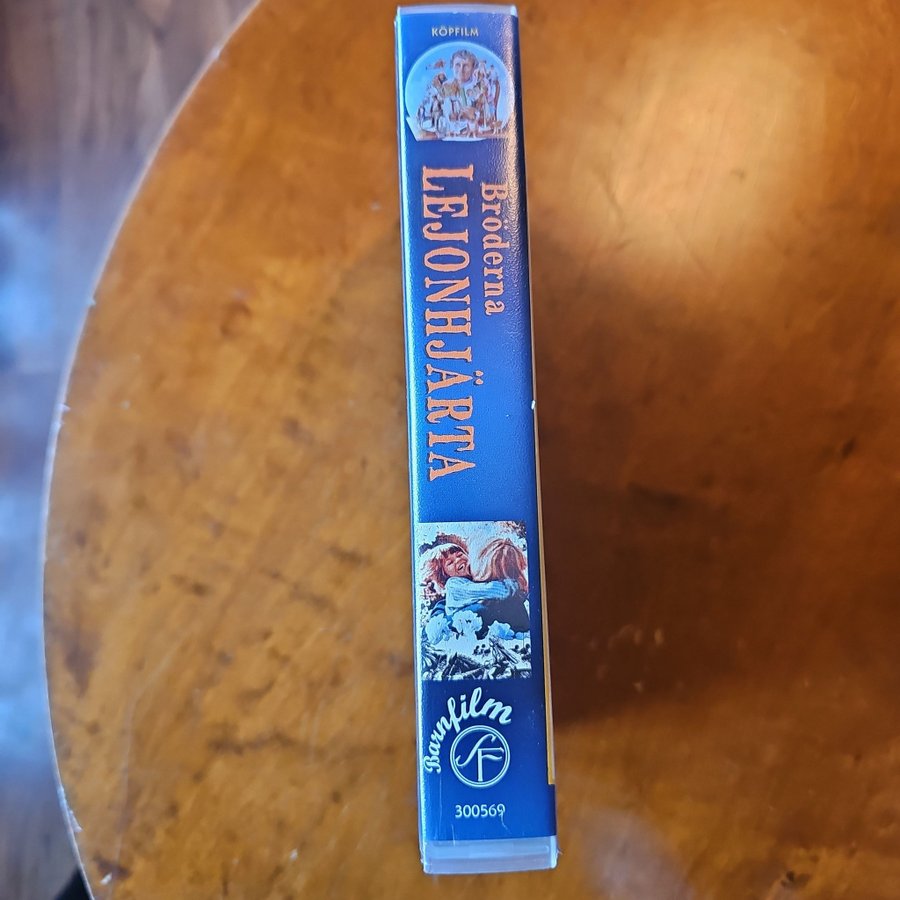 KÖPFILM
Bröderna
LEJONHJÄRTA
Barnfilm
SF
300569